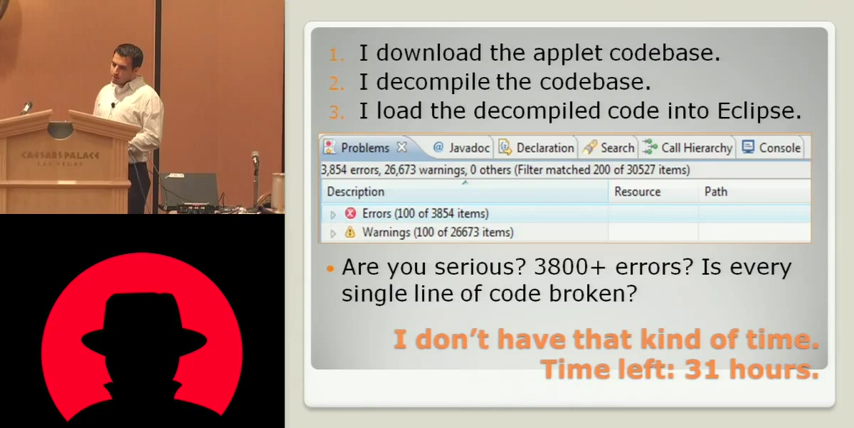 CAESARS PALACE
LAS VEGAS
1. I download the applet codebase.
2. I decompile the codebase.
3. I load the decompiled code into Eclipse.
Problems @ Javadoc Declaration Search Call Hierarchy Console
3,854 errors, 26,673 warnings, 0 others (Filter matched 200 of 30527 items)
Description Resource Path
Errors (100 of 3854 items)
Warnings (100 of 26673 items)
• Are you serious? 3800+ errors? Is every
single line of code broken?
I don't have that kind of time.
Time left: 31 hours.